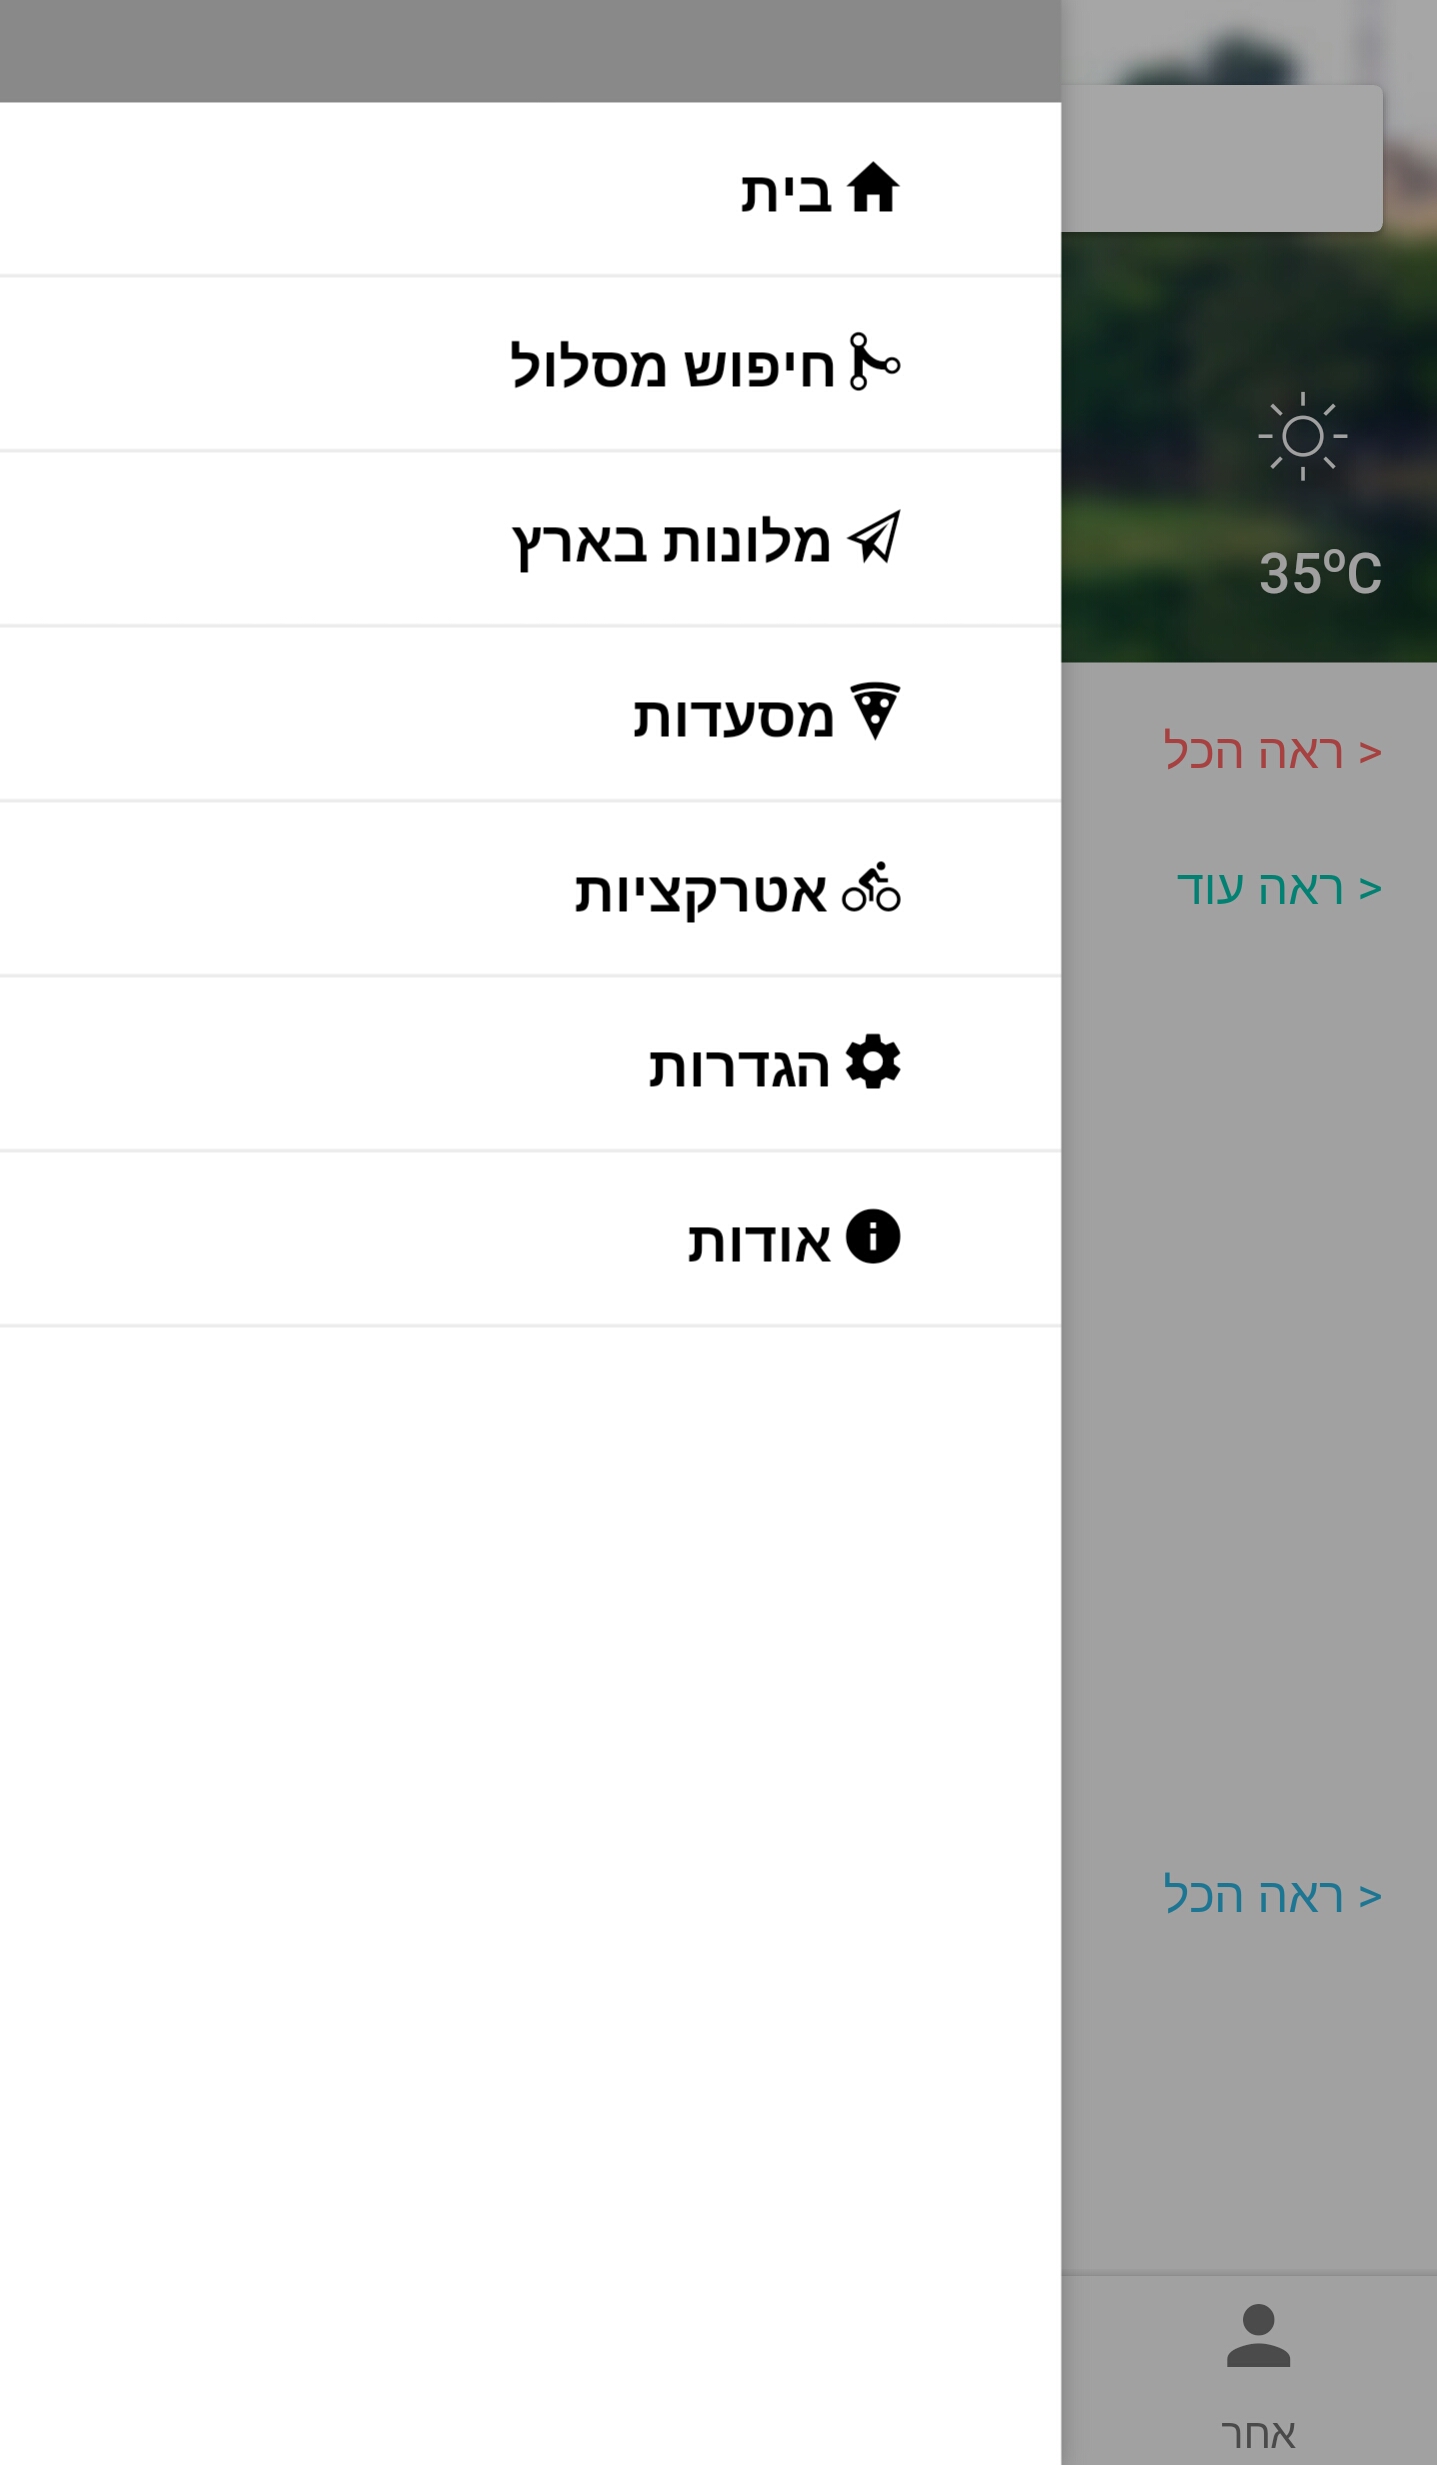 בית
חיפוש מסלול
מלונות בארץ
מסעדות
אטרקציות
הגדרות
אודות
35°C
ראה הכל >
ראה עוד >
ראה הכל >
אחר